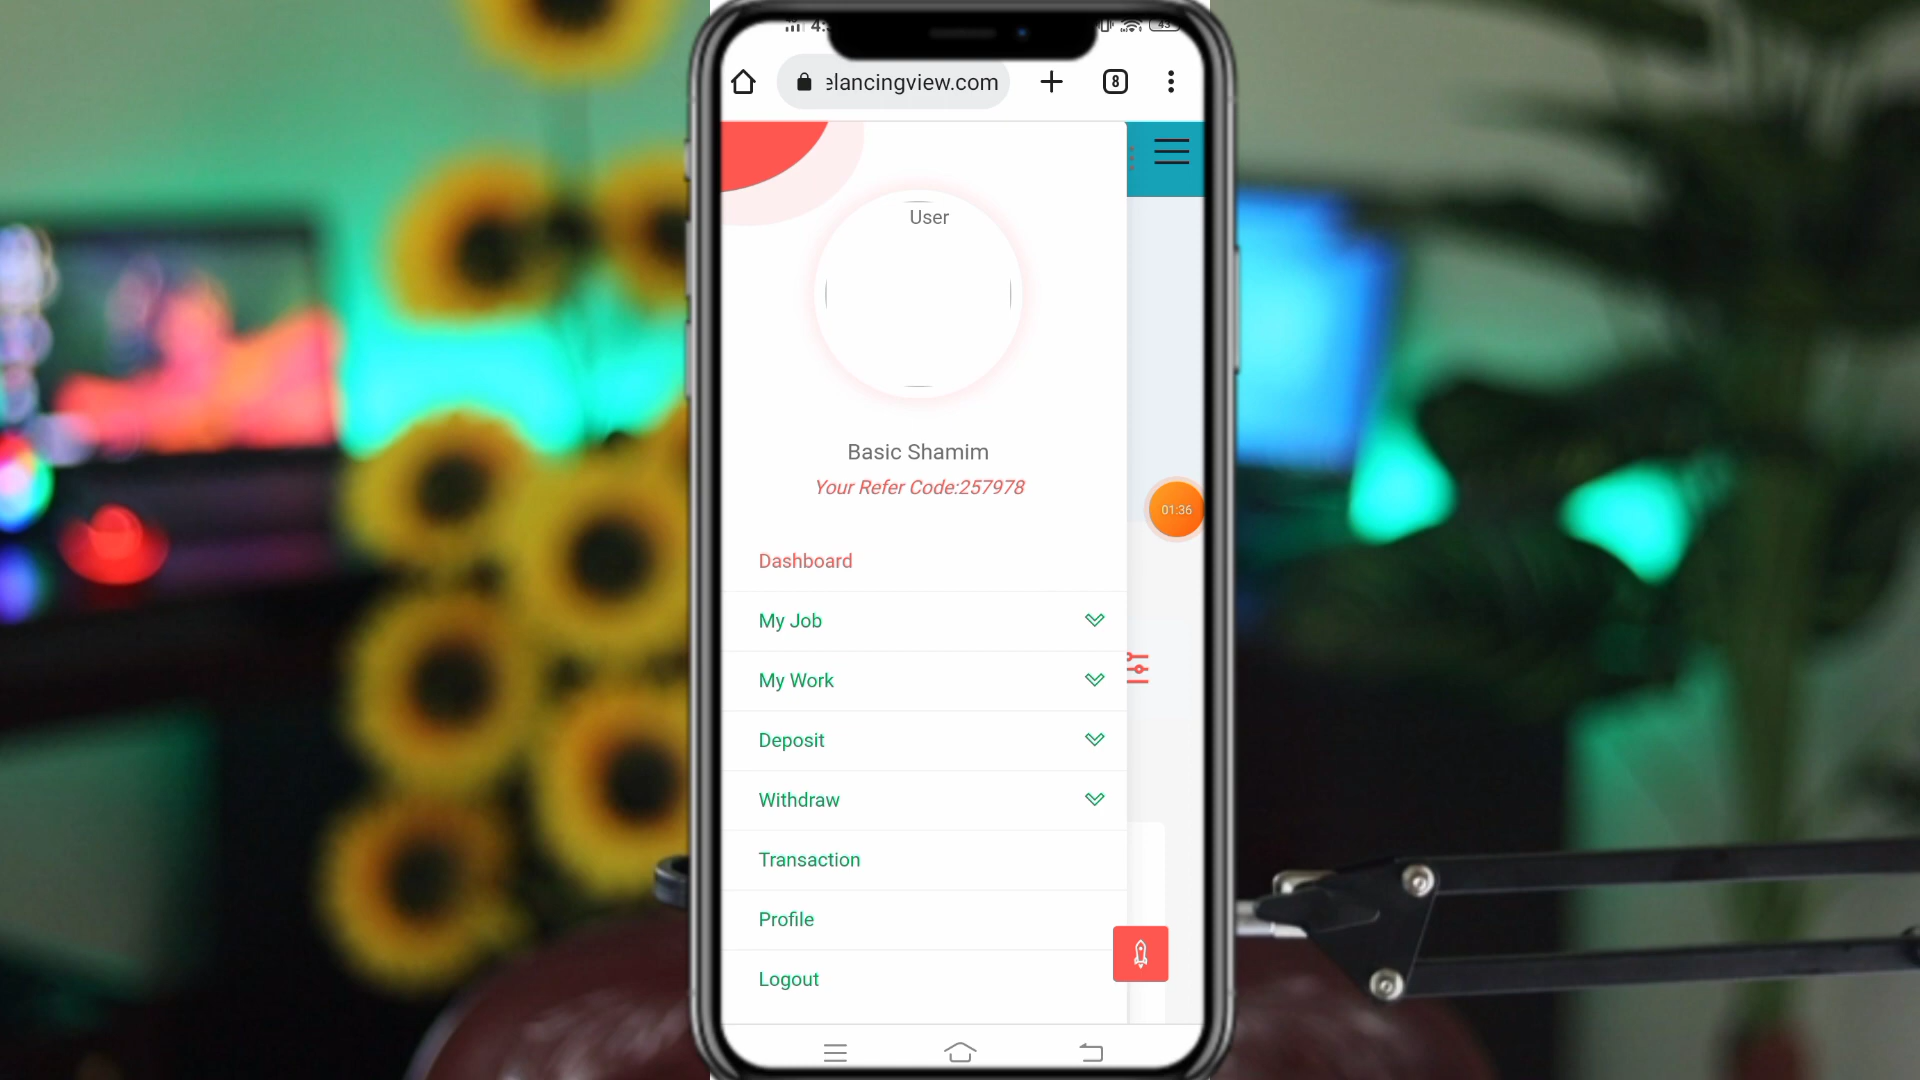 elancingview.com
8
User
Basic Shamim
Your Refer Code:257978
01:36
Dashboard
My Job
My Work
Deposit
Withdraw
Transaction
Profile
Logout